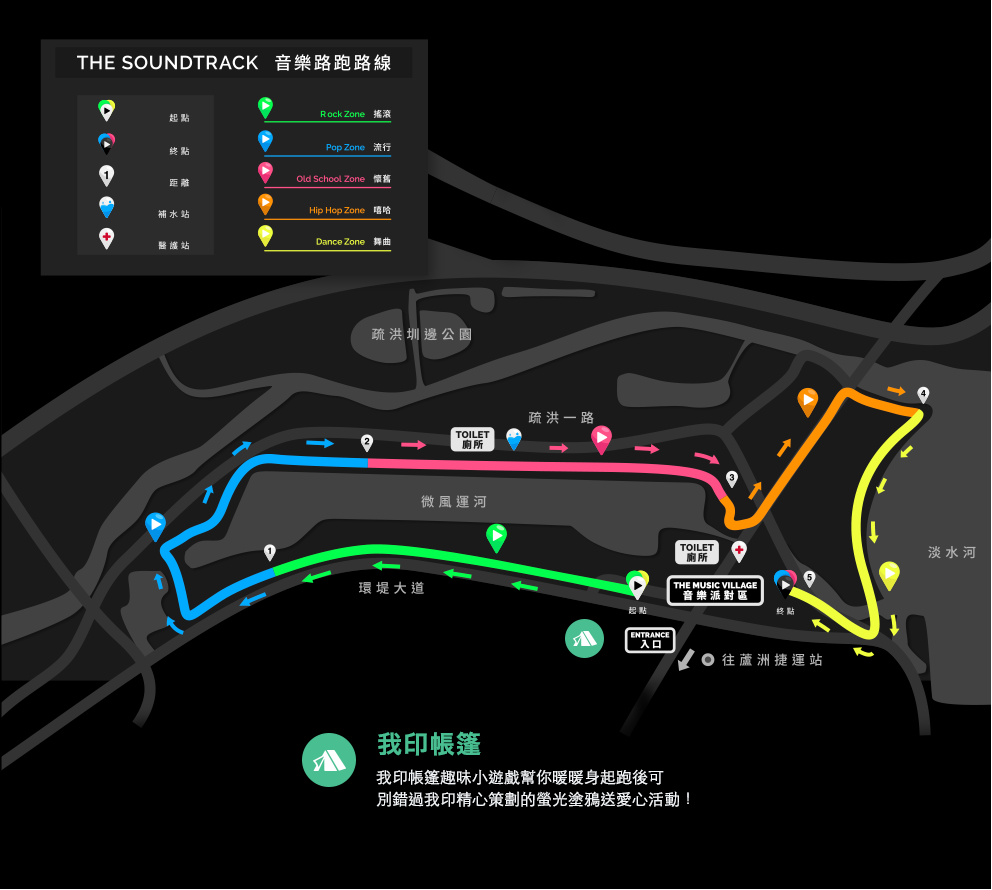 THE SOUNDTRACK 音樂路跑路線
起點
終點
1
距離
補水站
醫護站
Rock Zone 搖滾
Pop Zone 流行
Old School Zone 懷舊
Hip Hop Zone 嘻哈
Dance Zone 舞曲
疏洪圳邊公園
4
疏洪一路
2
TOILET
廁所
3
微風運河
淡水河
1
TOILET
廁所
環堤大道
起點
THE MUSIC VILLAGE
音樂派對區
5
終點
ENTRANCE
入口
往蘆洲捷運站
我印帳篷
我印帳篷趣味小遊戲幫你暖暖身起跑後可
別錯過我印精心策劃的螢光塗鴉送愛心活動！